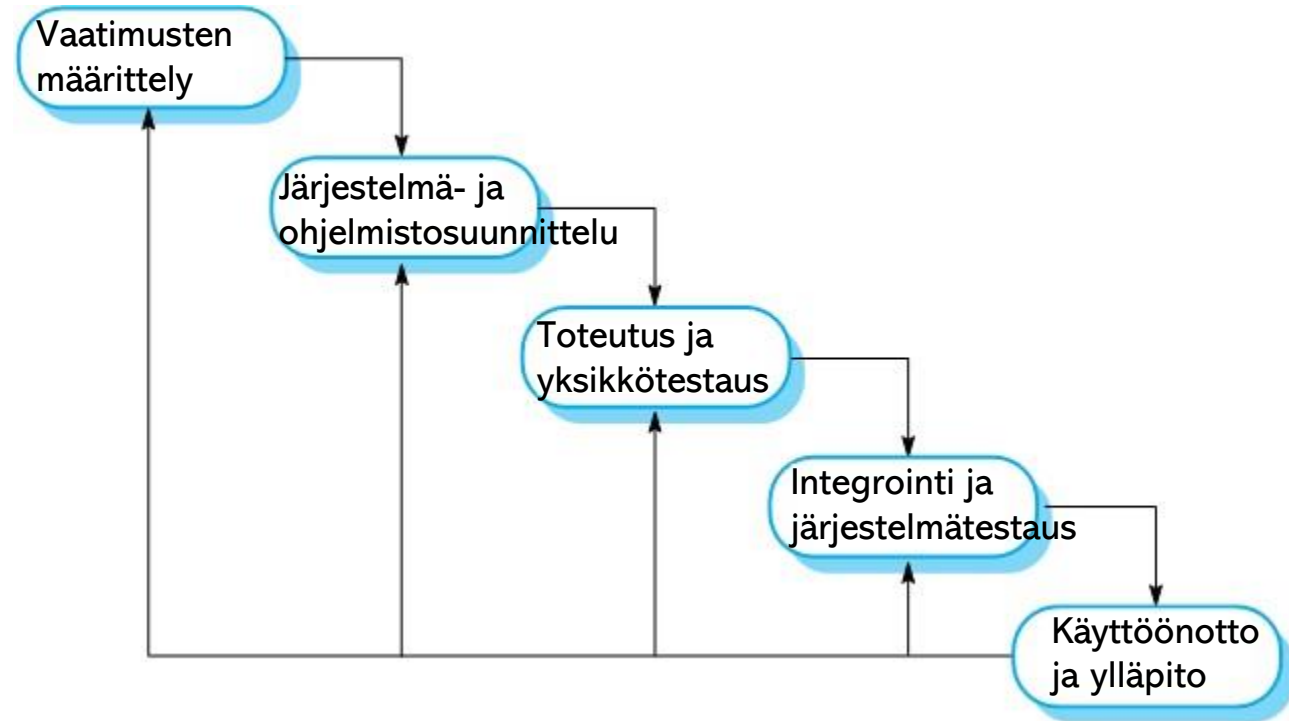 Vaatimusten
määrittely
Järjestelmä- ja
ohjelmistosuunnittelu
Toteutus ja
yksikkötestaus
Integrointi ja
järjestelmätestaus
Käyttöönotto
ja ylläpito